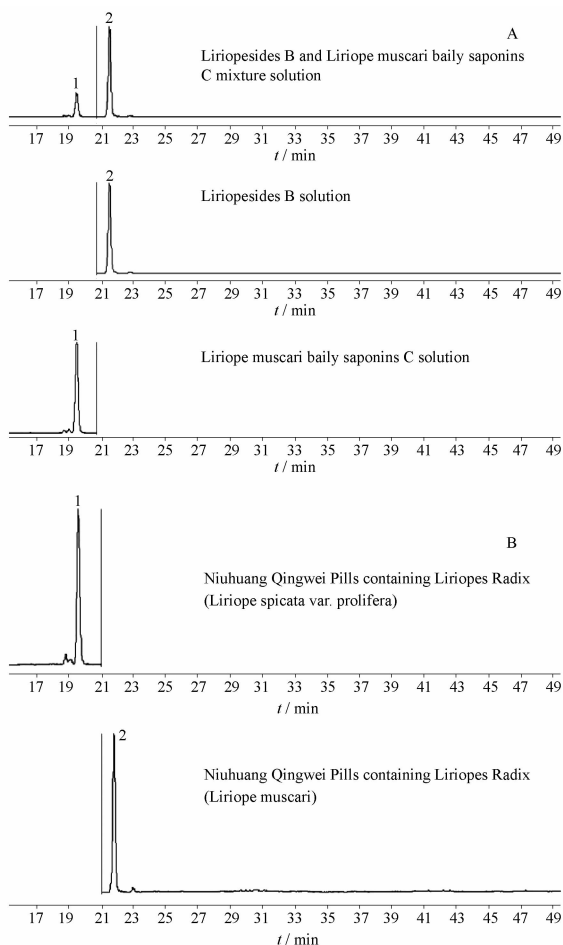 2
A
1
Liriopesides B and Liriope muscari baily saponins
C mixture solution
17 19 21 23 25 27 29 31 33 35 37 39 41 43 45 47 49
t / min
2
Liriopesides B solution
17 19 21 23 25 27 29 31 33 35 37 39 41 43 45 47 49
t / min
1
Liriope muscari baily saponins C solution
17 19 21 23 25 27 29 31 33 35 37 39 41 43 45 47 49
t / min
1
B
Niuhuang Qingwei Pills containing Liriopes Radix
(Liriope spicata var. prolifera)
17 19 21 23 25 27 29 31 33 35 37 39 41 43 45 47 49
t / min
2
Niuhuang Qingwei Pills containing Liriopes Radix
(Liriope muscari)
17 19 21 23 25 27 29 31 33 35 37 39 41 43 45 47 49
t / min